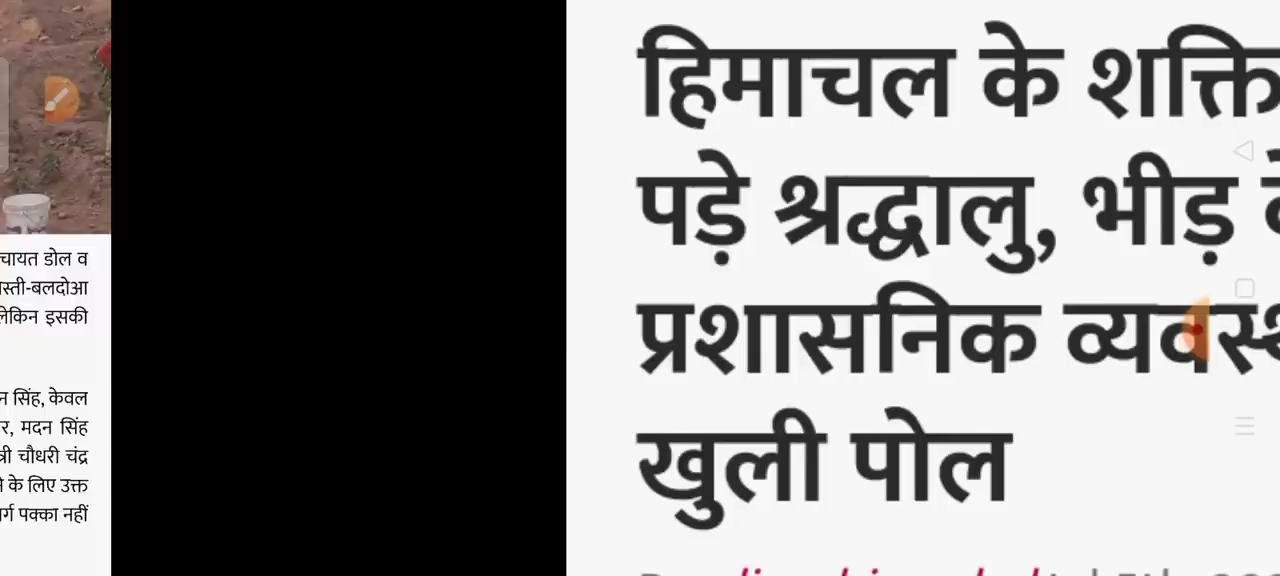 चायत डोल व
स्ती-बलदोआ
लेकिन इसकी
न सिंह, केवल
र, मदन सिंह
त्री चौधरी चंद्र
के लिए उक्त
र्ग पक्का नहीं
हिमाचल के शक्ति
पड़े श्रद्धालु, भीड़
प्रशासनिक व्यवस्थ
खुली पोल